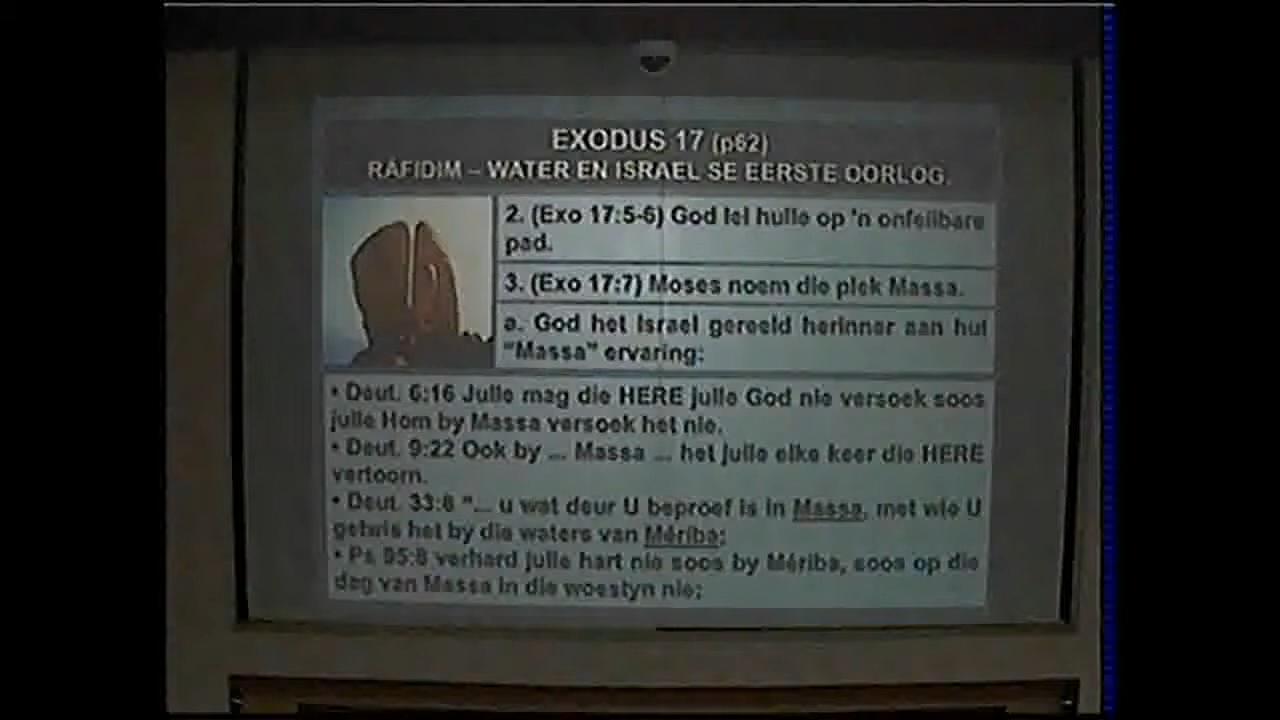 EXODUS 17 (p62)
RÁFIDIM – WATER EN ISRAEL SE EERSTE OORLOG.
2. (Exo 17:5-6) God lei hulle op 'n onfeilbare
pad.
3. (Exo 17:7) Moses noem die plek Massa.
a. God het Israel gereeld herinner aan hul
"Massa" ervaring:
• Deut. 6:16 Julle mag die HERE julle God nie versoek soos
julle Hom by Massa versoek het nie.
• Deut. 9:22 Ook by ... Massa ... het julle elke keer die HERE
vertoorn.
• Deut. 33:8 "... u wat deur U beproef is in Massa, met wie U
getwis het by die waters van Mériba;
• Ps 95:8 verhard julle hart nie soos by Mériba, soos op die
dag van Massa in die woestyn nie;